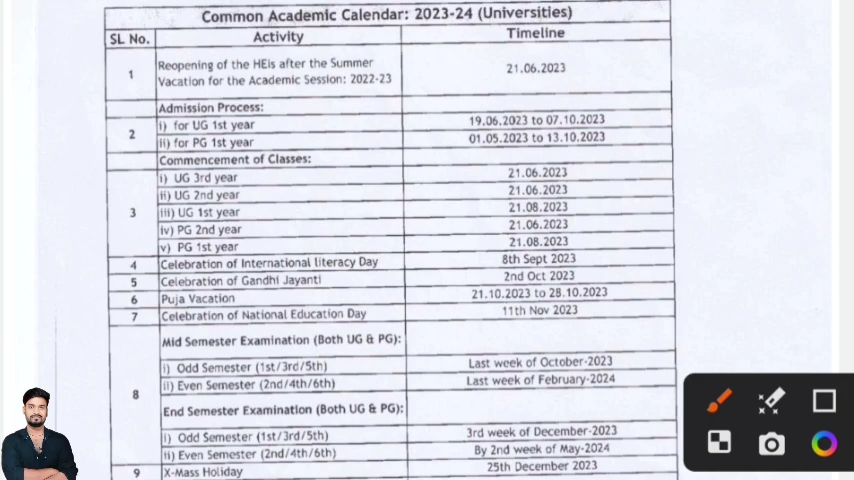 Common Academic Calendar: 2023-24 (Universities)
SL No. Activity Timeline
1 Reopening of the HEIs after the Summer Vacation for the Academic Session: 2022-23 21.06.2023
2 Admission Process:
i) for UG 1st year 19.06.2023 to 07.10.2023
ii) for PG 1st year 01.05.2023 to 13.10.2023
3 Commencement of Classes:
i) UG 3rd year 21.06.2023
ii) UG 2nd year 21.06.2023
iii) UG 1st year 21.08.2023
iv) PG 2nd year 21.06.2023
v) PG 1st year 21.08.2023
4 Celebration of International literacy Day 8th Sept 2023
5 Celebration of Gandhi Jayanti 2nd Oct 2023
6 Puja Vacation 21.10.2023 to 28.10.2023
7 Celebration of National Education Day 11th Nov 2023
8 Mid Semester Examination (Both UG & PG):
i) Odd Semester (1st/3rd/5th) Last week of October-2023
ii) Even Semester (2nd/4th/6th) Last week of February-2024
End Semester Examination (Both UG & PG):
i) Odd Semester (1st/3rd/5th) 3rd week of December-2023
ii) Even Semester (2nd/4th/6th) By 2nd week of May-2024
9 X-Mass Holiday 25th December 2023